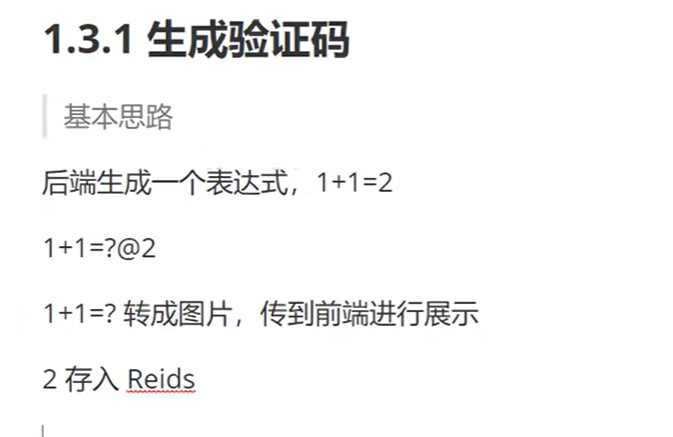 1.3.1 生成验证码
基本思路
后端生成一个表达式，1+1=2
1+1=?@2
1+1=? 转成图片，传到前端进行展示
2 存入 Reids